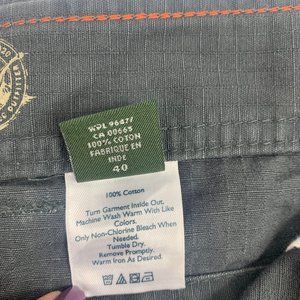 WPL 9647/
CA 00665
100% COTON
FABRIQUE EN
INDE
40
100% Cotton
Turn Garment Inside Out.
Machine Wash Warm With Like
Colors.
Only Non-Chlorine Bleach When
Needed.
Tumble Dry.
Remove Promptly.
Warm Iron As Desired.